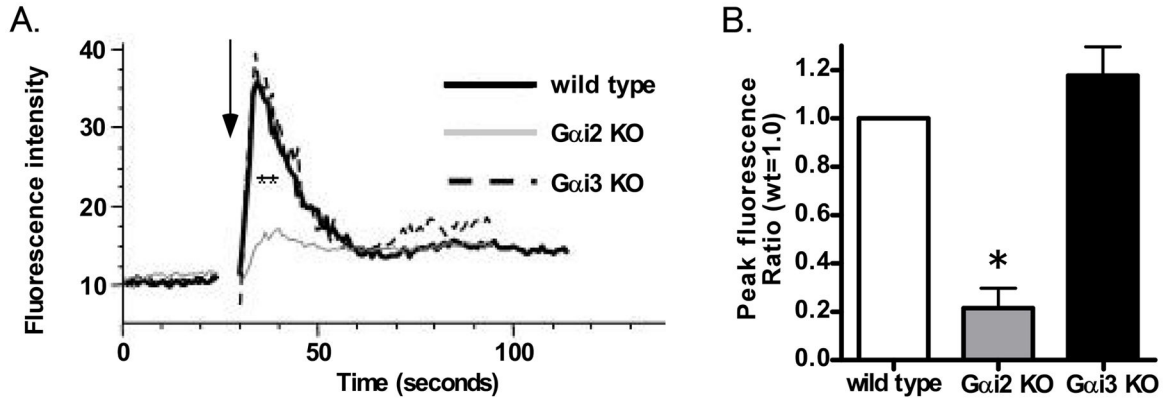 A.
Fluorescence intensity
40
30
20
10
0
50
100
Time (seconds)
**
wild type
Gαi2 KO
Gαi3 KO
B.
Peak fluorescence
Ratio (wt=1.0)
1.2
1.0
0.8
0.6
0.4
0.2
0.0
*
wild type
Gαi2 KO
Gαi3 KO